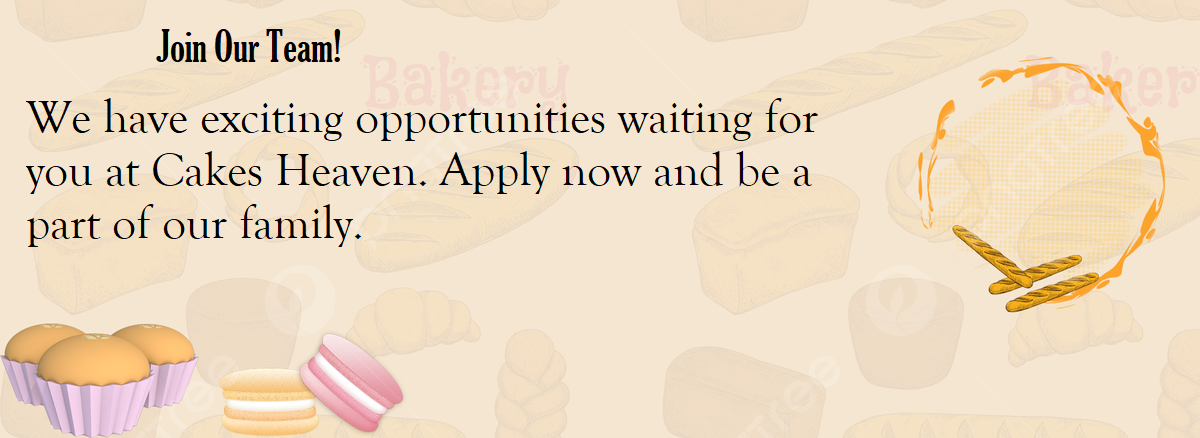 Join Our Team!
Bakery
Bakery
We have exciting opportunities waiting for
you at Cakes Heaven. Apply now and be a
part of our family.